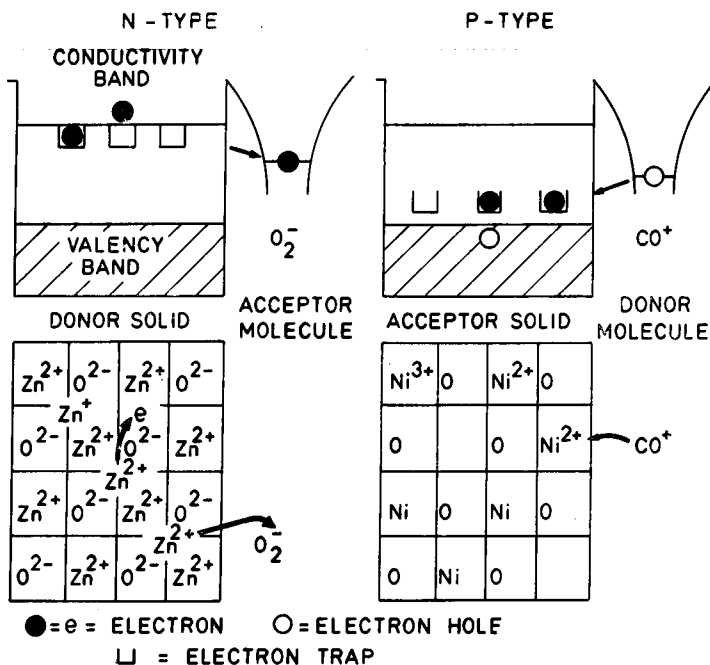 N - TYPE
P - TYPE
CONDUCTIVITY
BAND
VALENCY
BAND
O₂⁻
CO⁺
ACCEPTOR
MOLECULE
DONOR
MOLECULE
DONOR SOLID
ACCEPTOR SOLID
Zn²⁺ O²⁻ Zn²⁺ O²⁻
Zn⁺ e
O²⁻ Zn²⁺ O²⁻ Zn²⁺
Zn²⁺
Zn²⁺ O²⁻ Zn²⁺ O²⁻
Zn²⁺ O₂⁻
O²⁻ Zn²⁺ O²⁻ Zn²⁺
Ni³⁺ O Ni²⁺ O
O O Ni²⁺ CO⁺
Ni O Ni O
O Ni O
= e = ELECTRON
= ELECTRON HOLE
= ELECTRON TRAP